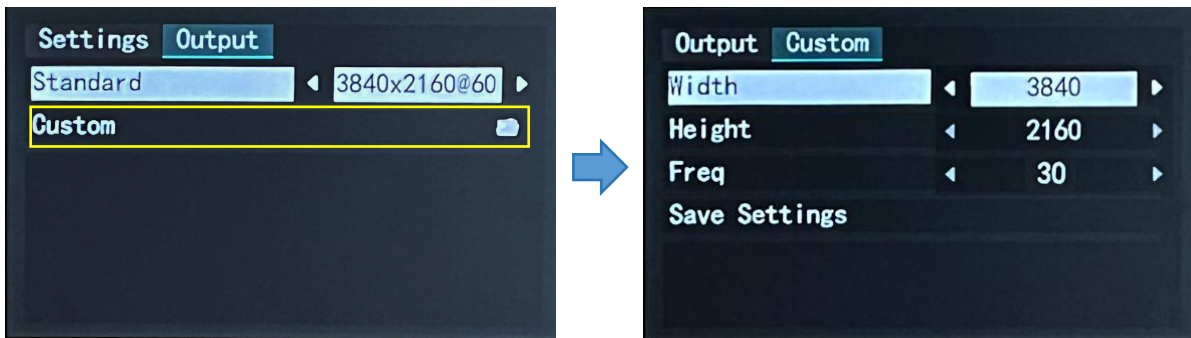 Settings Output
Standard 3840x2160@60
Custom
Output Custom
Width 3840
Height 2160
Freq 30
Save Settings